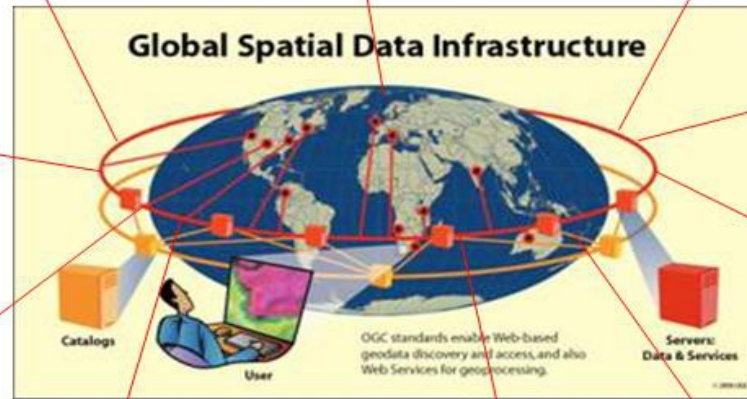 Global Spatial Data Infrastructure
Catalogs
User
OGC standards enable Web-based
geodata discovery and access, and also
Web Services for geoprocessing.
Servers:
Data & Services